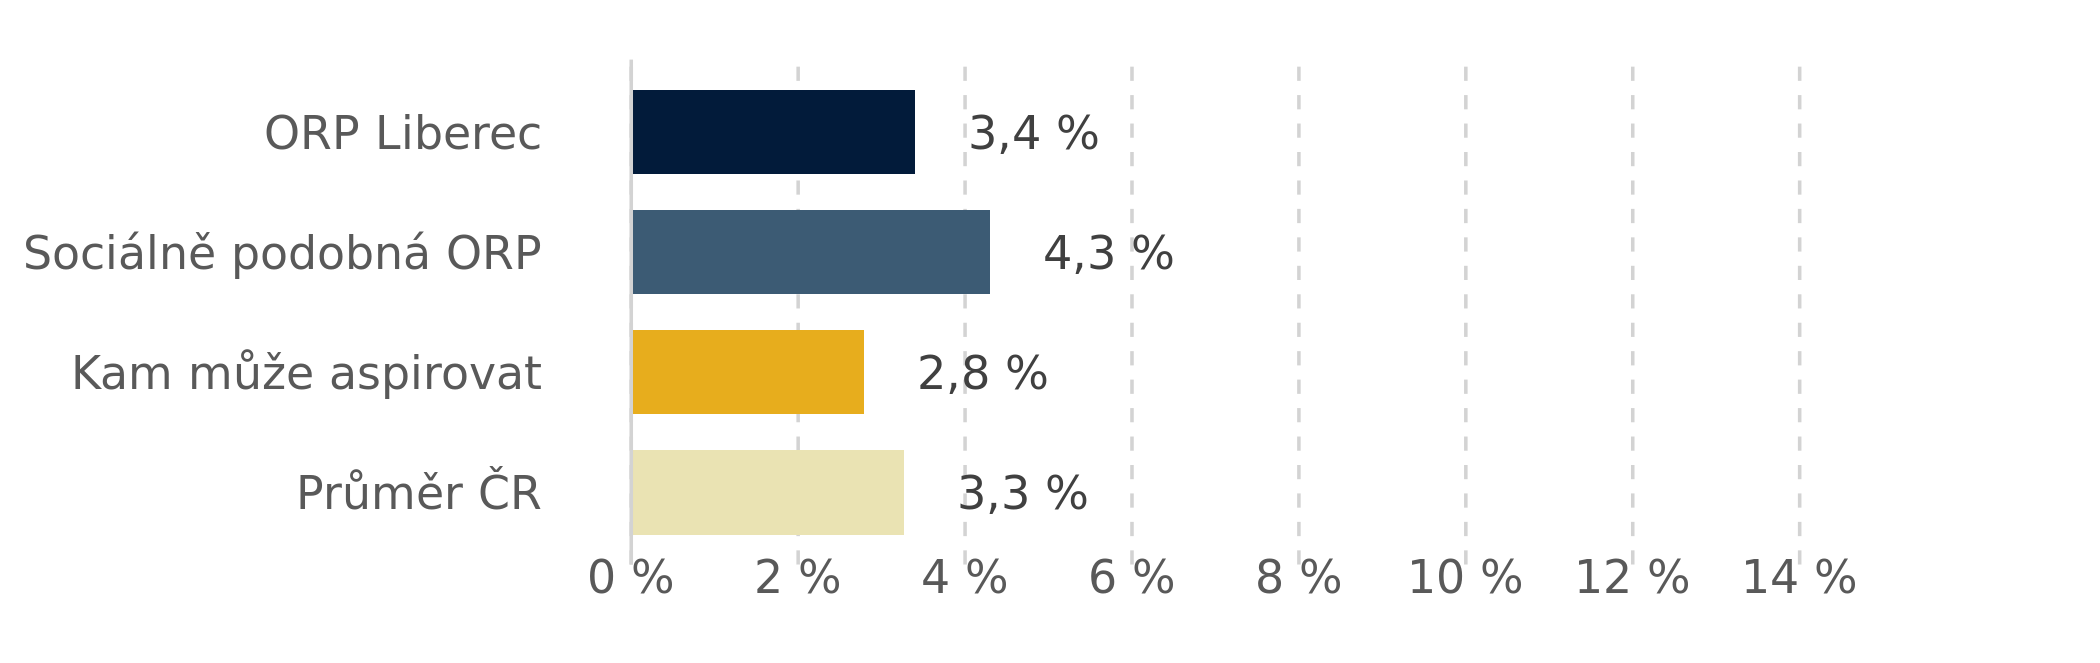 ORP Liberec 3,4 %
Sociálně podobná ORP 4,3 %
Kam může aspirovat 2,8 %
Průměr ČR 3,3 %
0 % 2 % 4 % 6 % 8 % 10 % 12 % 14 %